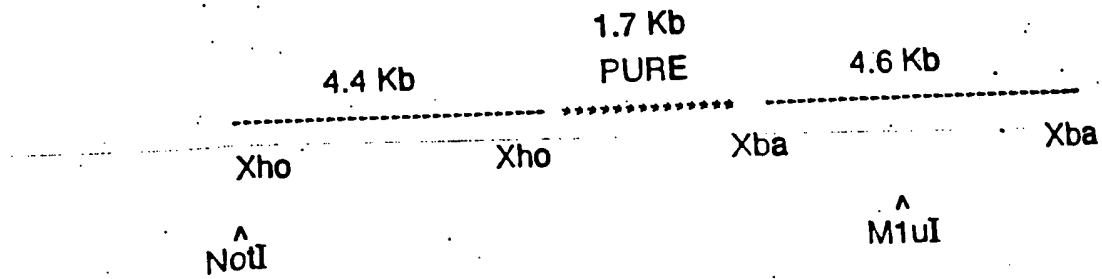 1.7 Kb
PURE
4.4 Kb
4.6 Kb
Xho
Xho
Xba
Xba
NotI
M1uI